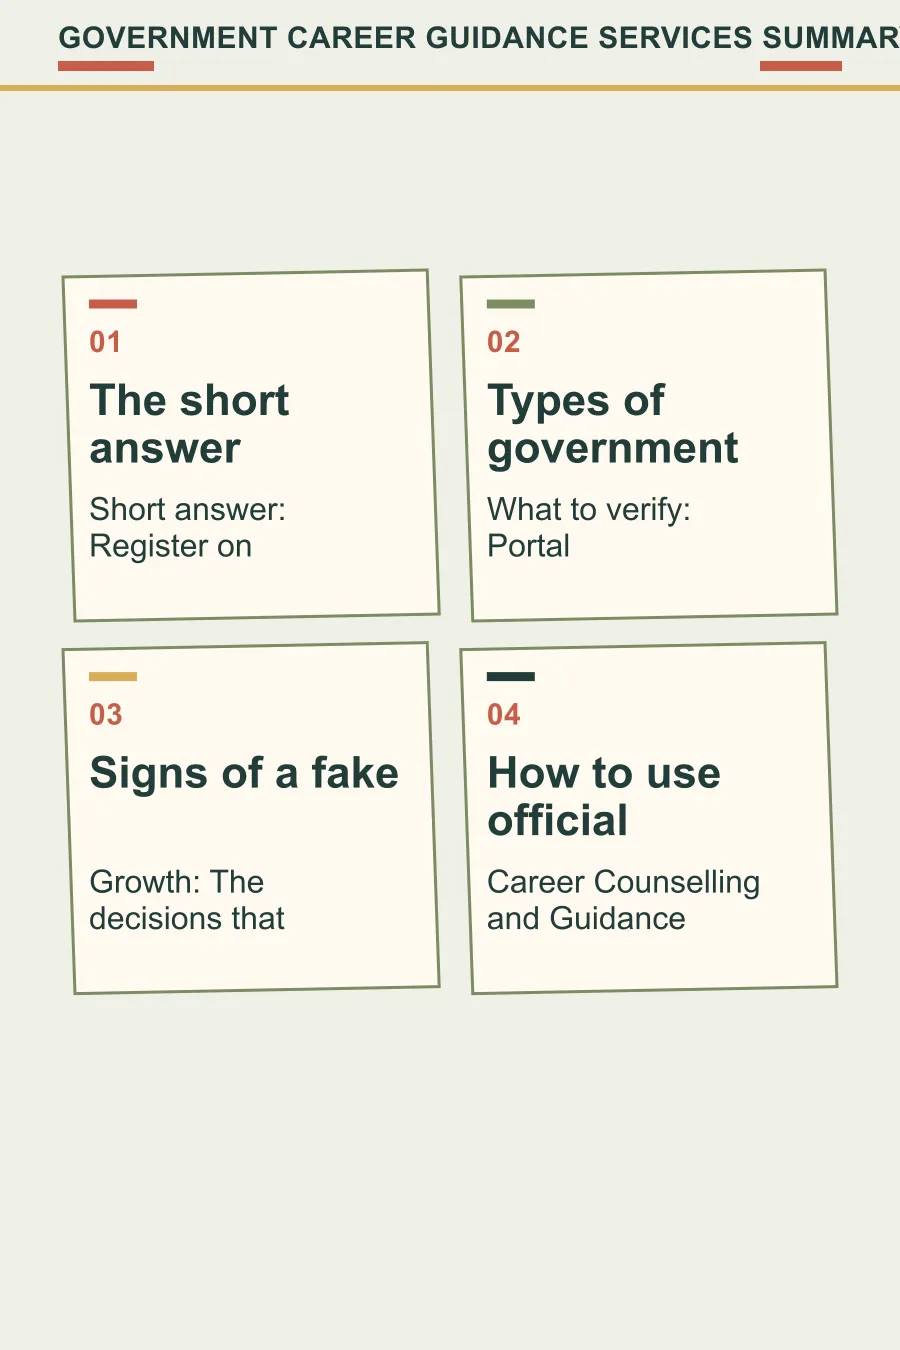 GOVERNMENT CAREER GUIDANCE SERVICES SUMMAR
01
The short
answer
Short answer:
Register on
02
Types of
government
What to verify:
Portal
03
Signs of a fake
Growth: The
decisions that
04
How to use
official
Career Counselling
and Guidance